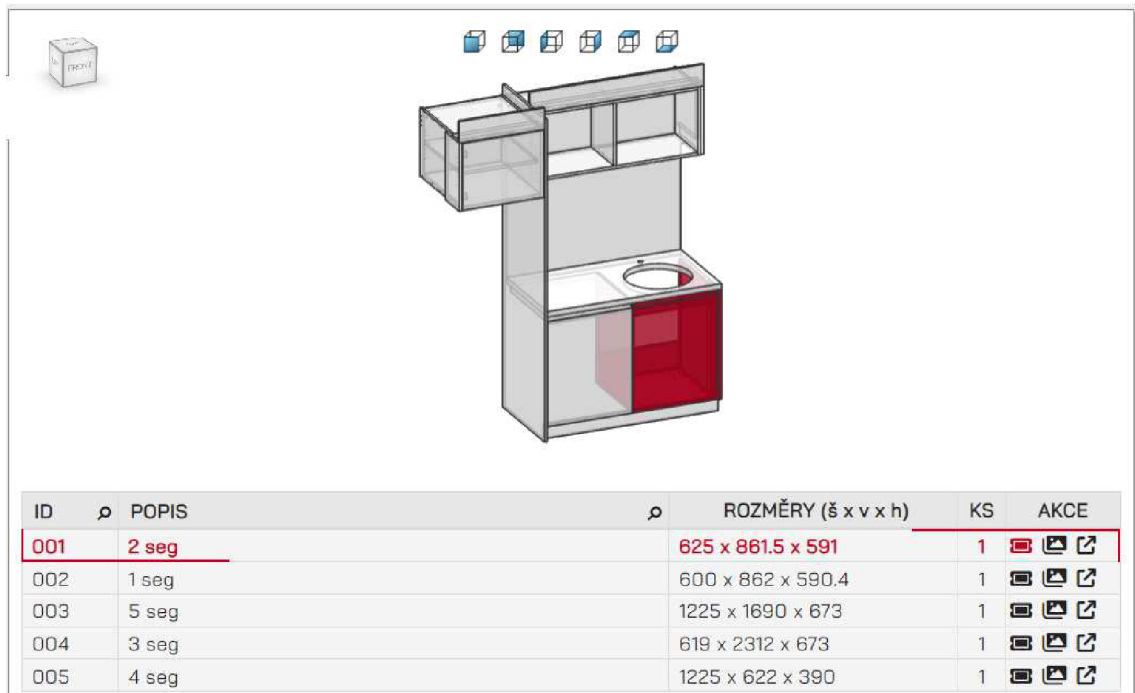 FRONT
ID POPIS ROZMĚRY (š x v x h) KS AKCE
001 2 seg 625 x 861.5 x 591 1
002 1 seg 600 x 862 x 590.4 1
003 5 seg 1225 x 1690 x 673 1
004 3 seg 619 x 2312 x 673 1
005 4 seg 1225 x 622 x 390 1